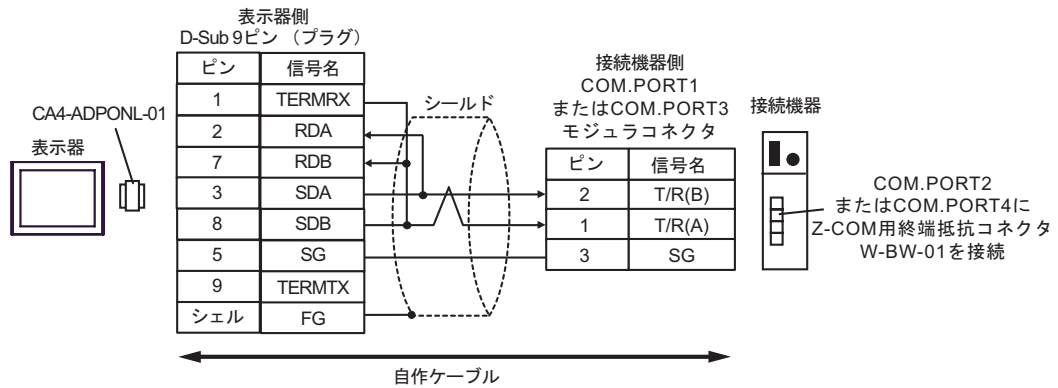 表示器側
D-Sub 9ピン （プラグ）
ピン 信号名
1 TERMRX
2 RDA
7 RDB
3 SDA
8 SDB
5 SG
9 TERMTX
シェル FG
CA4-ADPONL-01
表示器
シールド
接続機器側
COM.PORT1
またはCOM.PORT3
モジュラコネクタ
ピン 信号名
2 T/R(B)
1 T/R(A)
3 SG
接続機器
COM.PORT2
またはCOM.PORT4に
Z-COM用終端抵抗コネクタ
W-BW-01を接続
自作ケーブル